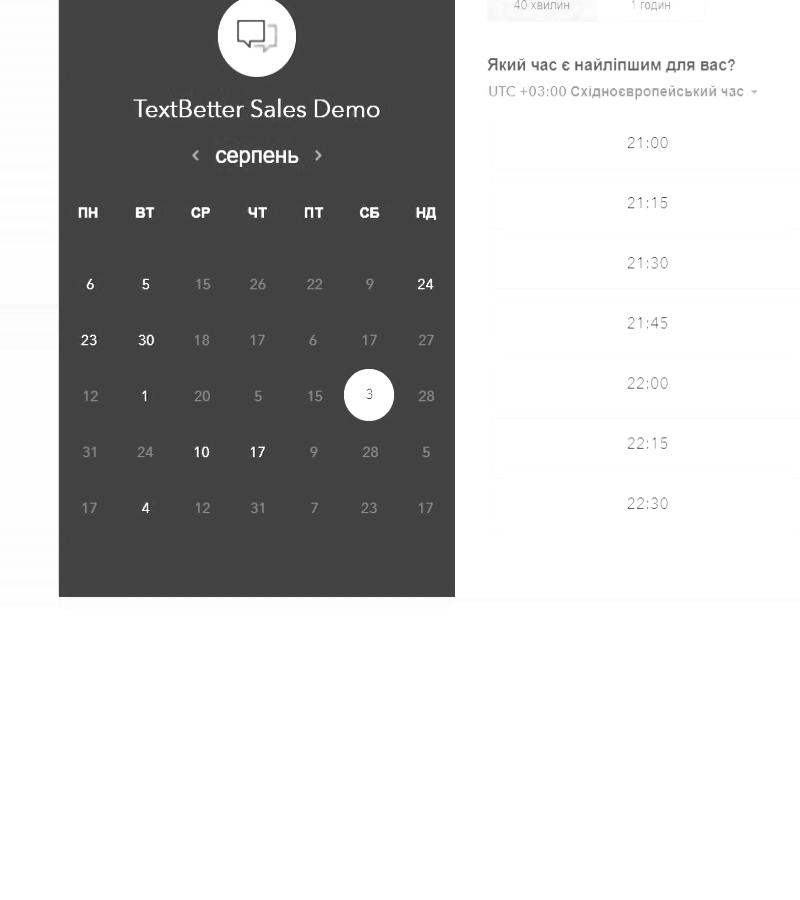 TextBetter Sales Demo
серпень
ПН ВТ СР ЧТ ПТ СБ НД
6 5 15 26 22 9 24
23 30 18 17 6 17 27
12 1 20 5 15 3 28
31 24 10 17 9 28 5
17 4 12 31 7 23 17
40 хвилин 1 годин
Який час є найліпшим для вас?
UTC +03:00 Східноєвропейський час
21:00
21:15
21:30
21:45
22:00
22:15
22:30